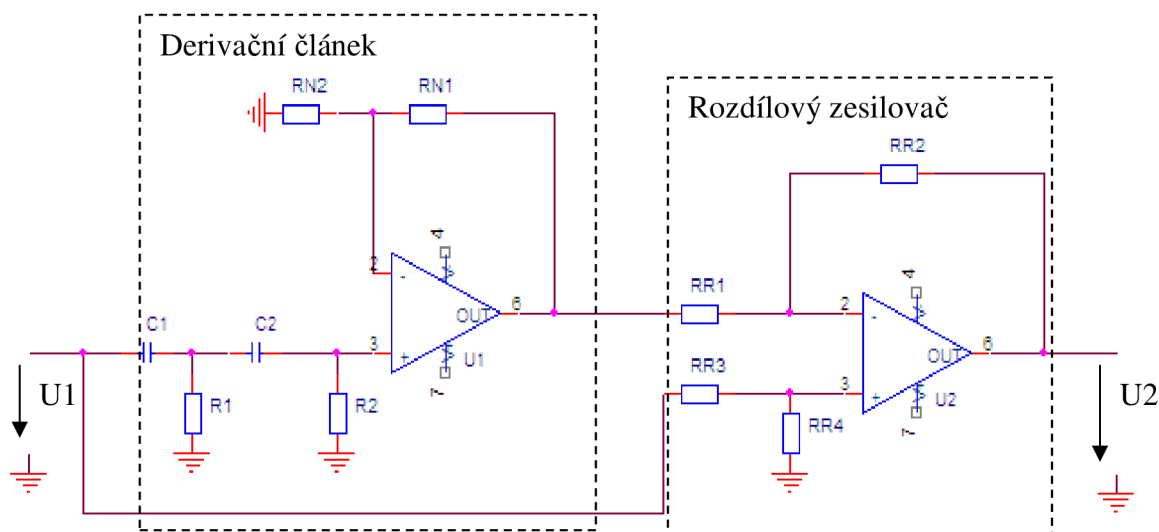 Derivační článek
RN2
RN1
Rozdílový zesilovač
RR2
4
2
-
OUT
6
3
+
U1
7
C1
C2
R1
R2
U1
RR1
RR3
RR4
4
2
-
OUT
6
3
+
U2
7
U2